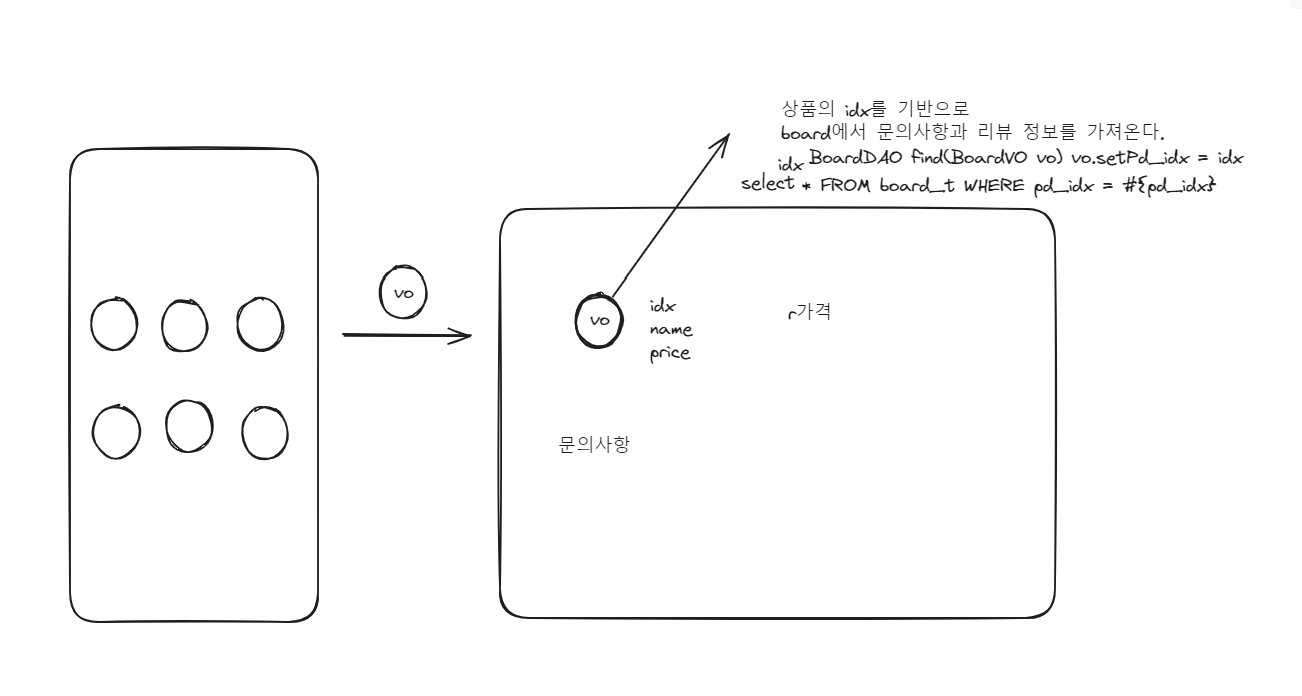 상품의 idx를 기반으로
board에서 문의사항과 리뷰 정보를 가져온다.
idx BoardDAO find(BoardVO vo) vo.setPd_idx = idx
select * FROM board_t WHERE pd_idx = #{pd_idx}
vo
vo
idx
name
price
r가격
문의사항